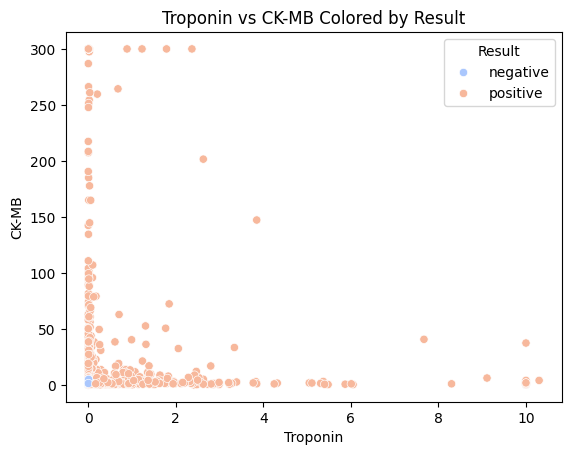 Troponin vs CK-MB Colored by Result
Result
negative
positive
CK-MB
300
250
200
150
100
50
0
0 2 4 6 8 10
Troponin